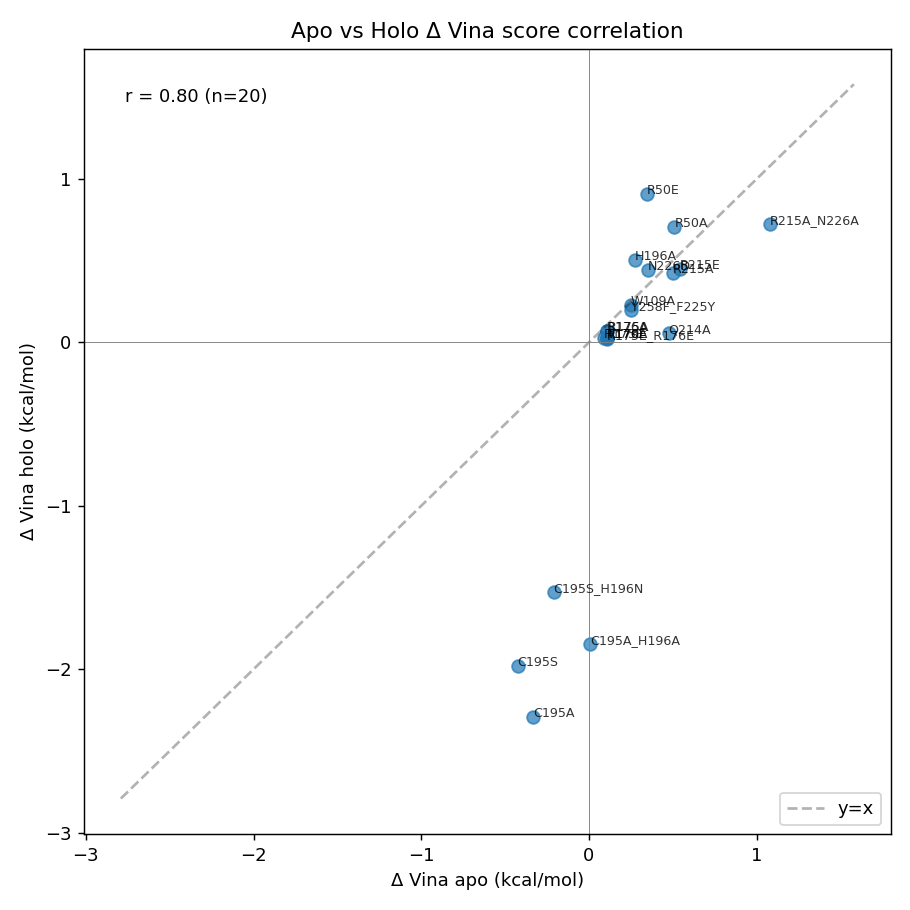 Apo vs Holo Δ Vina score correlation
r = 0.80 (n=20)
1
0
−1
−2
−3
Δ Vina holo (kcal/mol)
R50E
R50A
R215A_N226A
H196A
R215A
W109A
Y258F_F225Y
Q214A
C195S_H196N
C195A_H196A
C195S
C195A
y=x
−3
−2
−1
0
1
Δ Vina apo (kcal/mol)